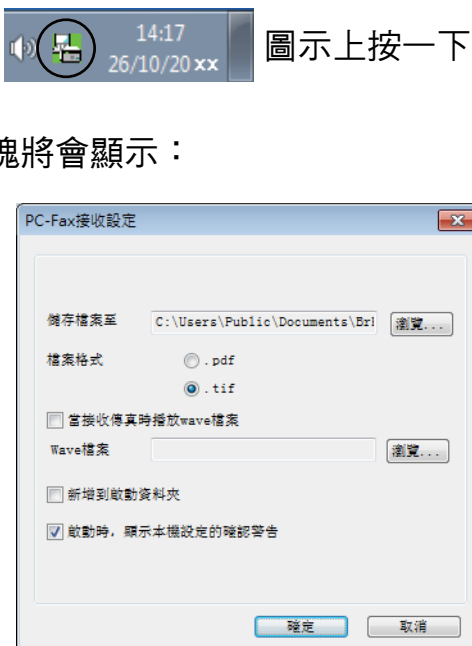 14:17
26/10/20xx
圖示上按一下
塊將會顯示：
PC-Fax接收設定
儲存檔案至 C:\Users\Public\Documents\Br 瀏覽...
檔案格式 .pdf
.tif
當接收傳真時播放wave檔案
Wave檔案 瀏覽...
新增到啟動資料夾
啟動時，顯示本機設定的確認警告
確定 取消